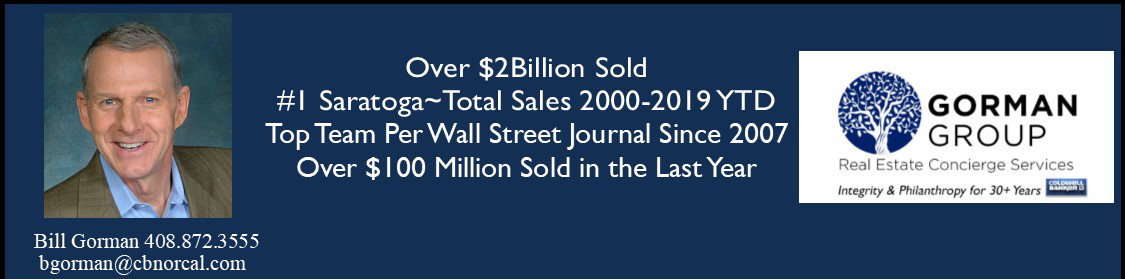 Over $2Billion Sold
#1 Saratoga~Total Sales 2000-2019 YTD
Top Team Per Wall Street Journal Since 2007
Over $100 Million Sold in the Last Year
GORMAN
GROUP
Real Estate Concierge Services
Integrity & Philanthropy for 30+ Years
COLDWELL
BANKER
Bill Gorman 408.872.3555
bgorman@cbnorcal.com